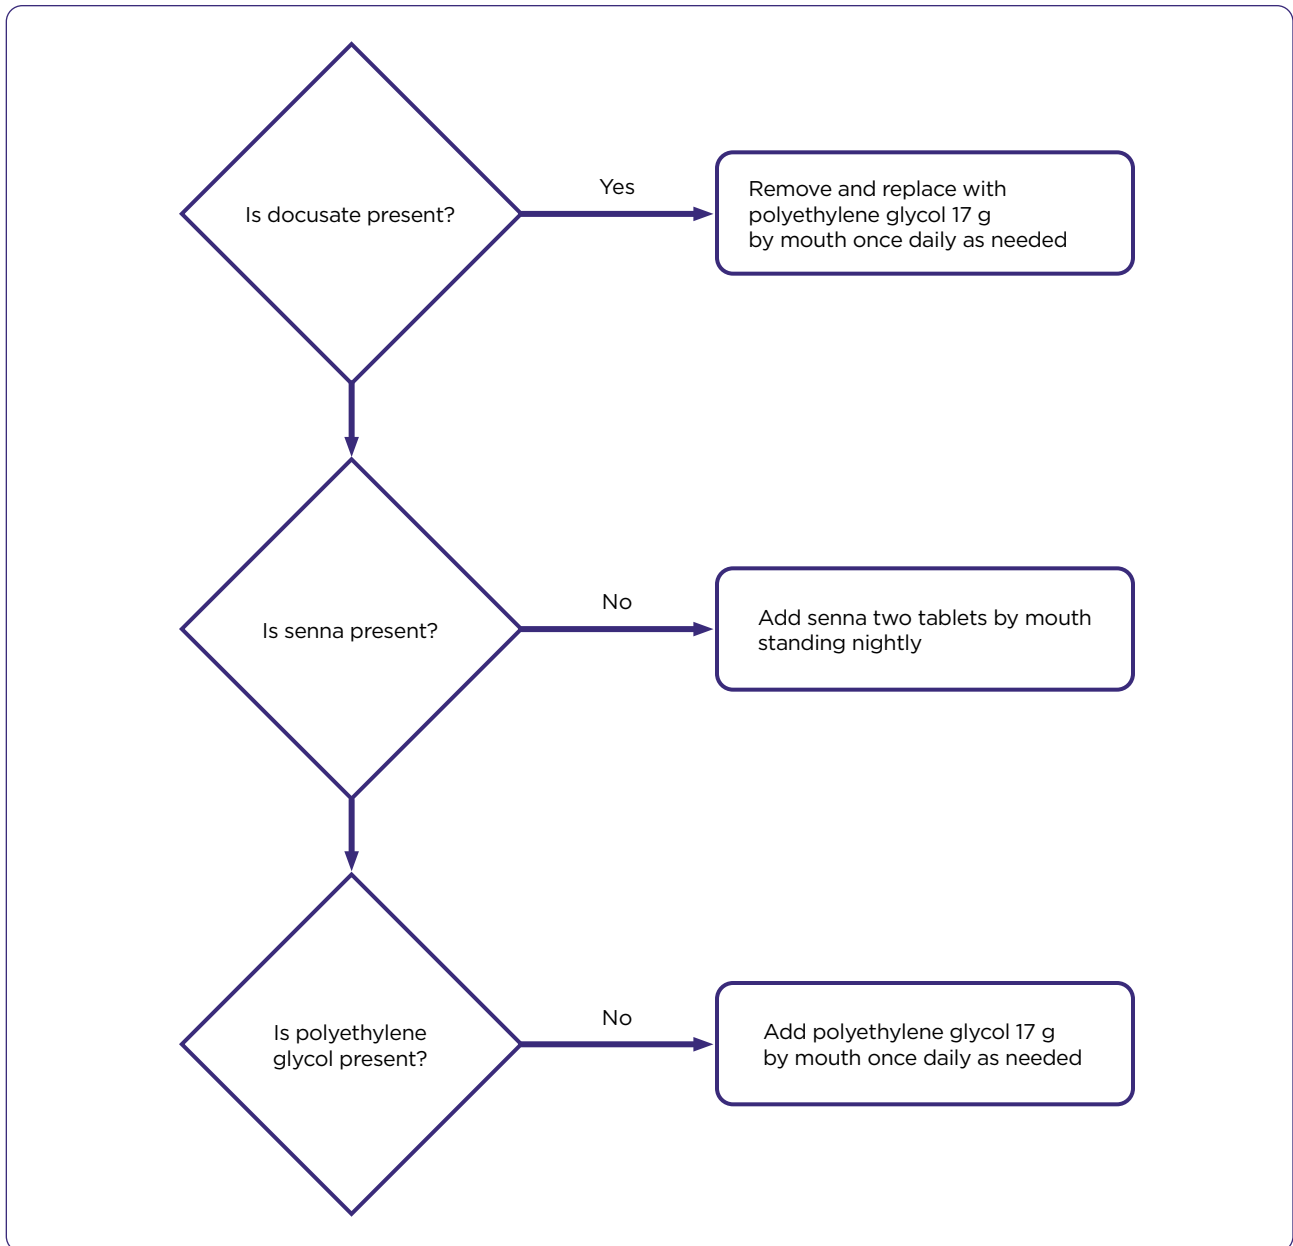 Is docusate present?
Yes
Remove and replace with
polyethylene glycol 17 g
by mouth once daily as needed
Is senna present?
No
Add senna two tablets by mouth
standing nightly
Is polyethylene
glycol present?
No
Add polyethylene glycol 17 g
by mouth once daily as needed